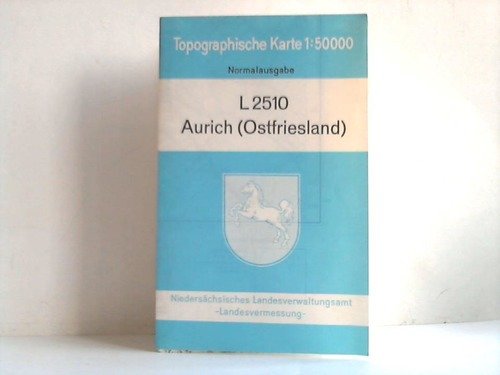 Topographische Karte 1:50000
Normalausgabe
L 2510
Aurich (Ostfriesland)
Niedersächsisches Landesverwaltungsamt
-Landesvermessung-